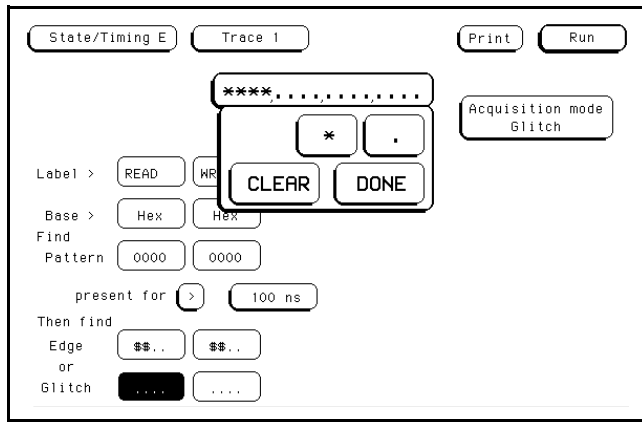 State/Timing E Trace 1 Print Run
****,....,....,....
Acquisition mode
Glitch
* .
CLEAR DONE
Label > READ WR
Base > Hex Hex
Find
Pattern 0000 0000
present for > 100 ns
Then find
Edge $$.. $$..
or
Glitch .... ....